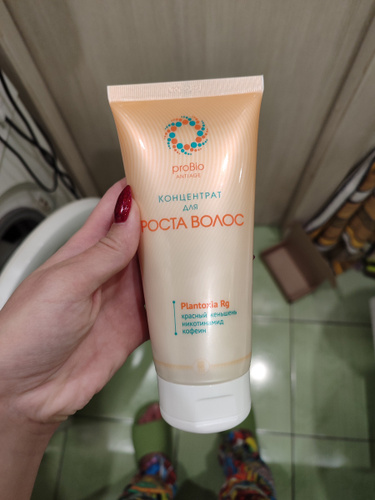 proBio
ANTIAGE
КОНЦЕНТРАТ
ДЛЯ
РОСТА ВОЛОС
Plantoxia Rg
красный женьшень
никотинамид
кофеин